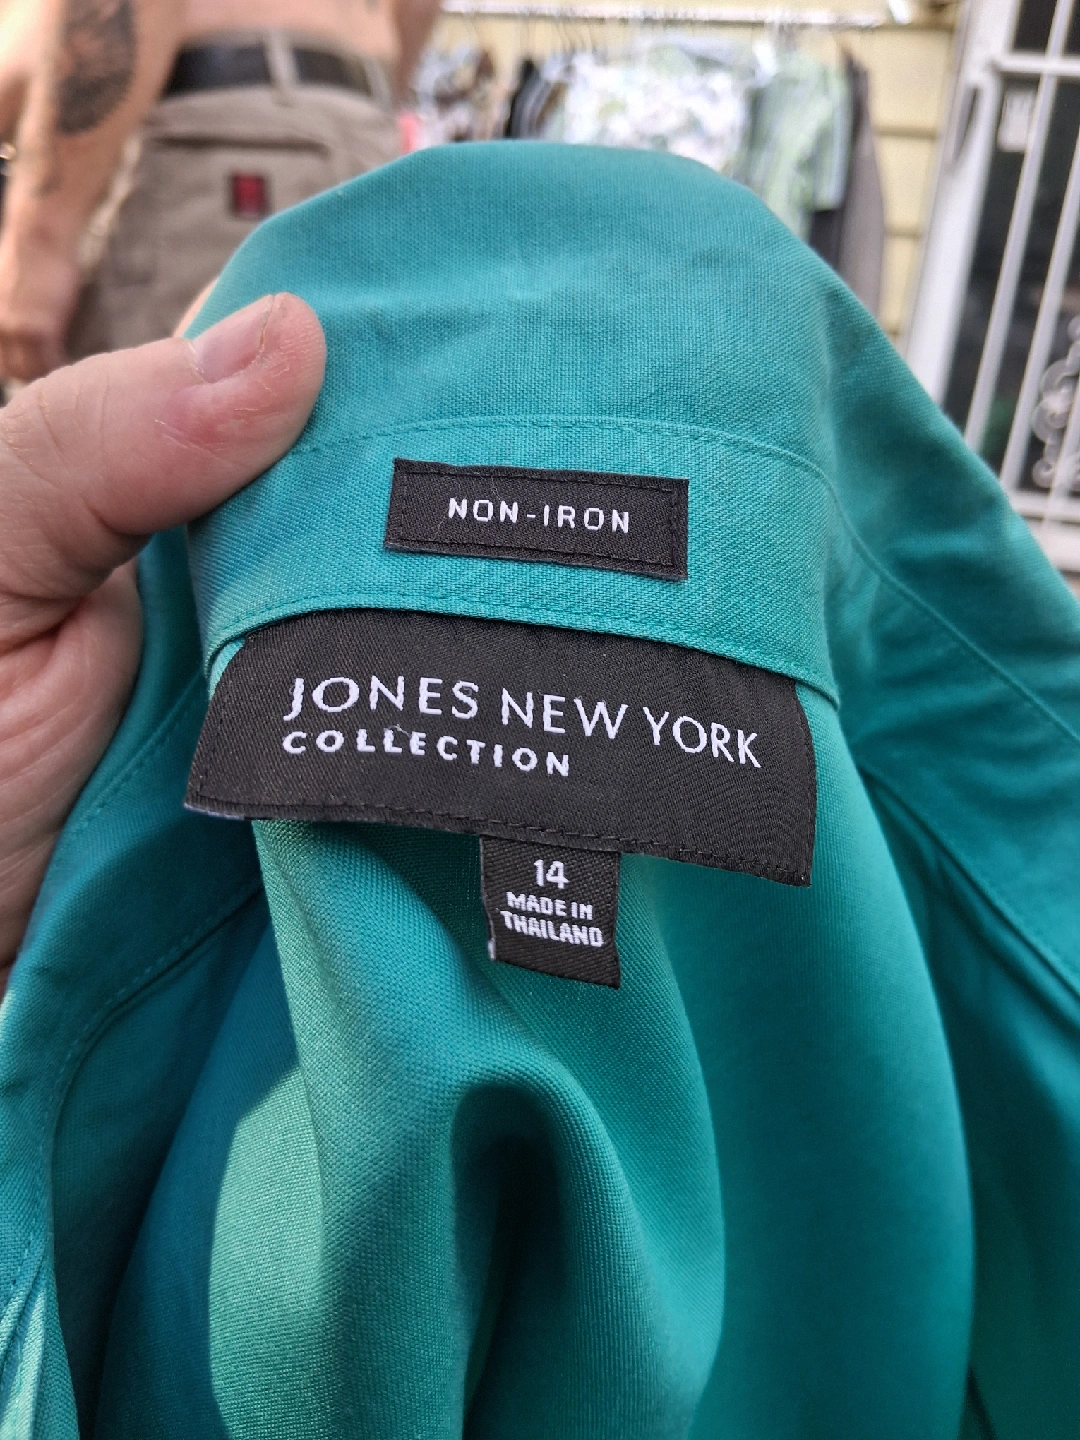 NON-IRON
JONES NEW YORK
COLLECTION
14
MADE IN
THAILAND